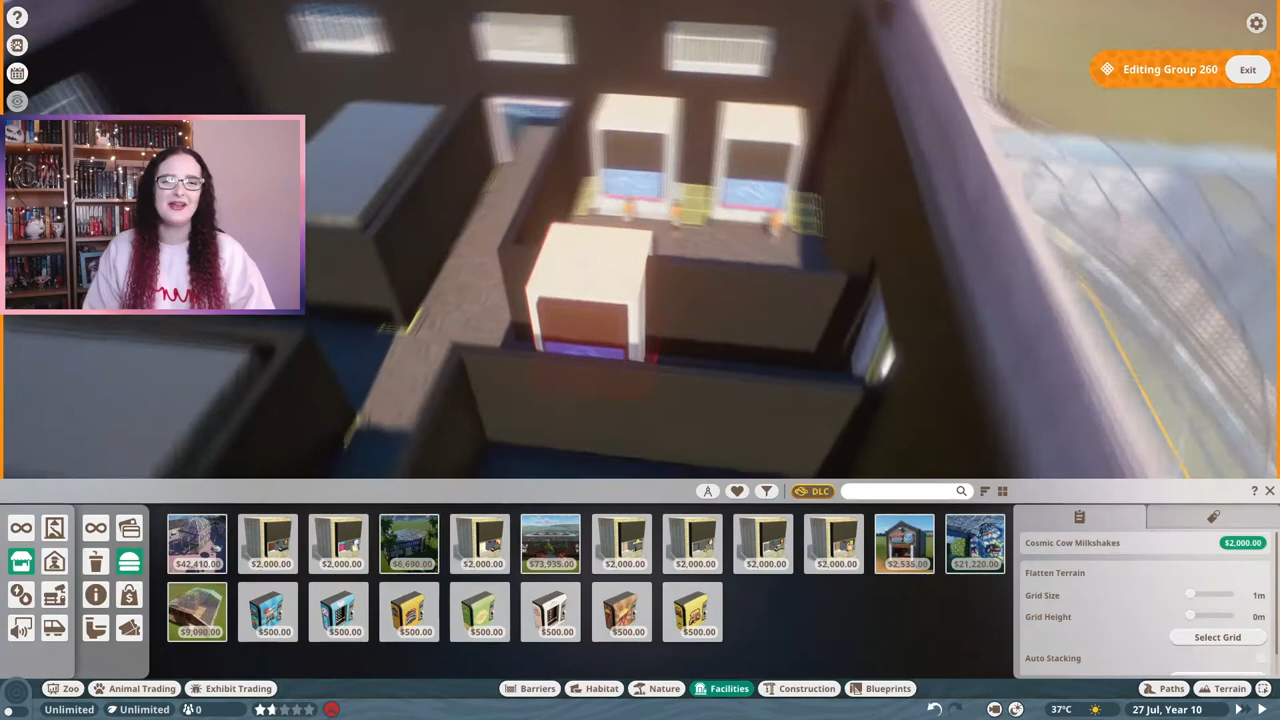 ?
Editing Group 260
Exit
DLC
?
$42,410.00
$2,000.00
$2,000.00
$6,690.00
$2,000.00
$73,935.00
$2,000.00
$2,000.00
$2,000.00
$2,000.00
$2,535.00
$21,220.00
$9,090.00
$500.00
$500.00
$500.00
$500.00
$500.00
$500.00
$500.00
Cosmic Cow Milkshakes
$2,000.00
Flatten Terrain
Grid Size
1m
Grid Height
0m
Select Grid
Auto Stacking
Zoo
Animal Trading
Exhibit Trading
Barriers
Habitat
Nature
Facilities
Construction
Blueprints
Paths
Terrain
Unlimited
Unlimited
0
37°C
27 Jul, Year 10